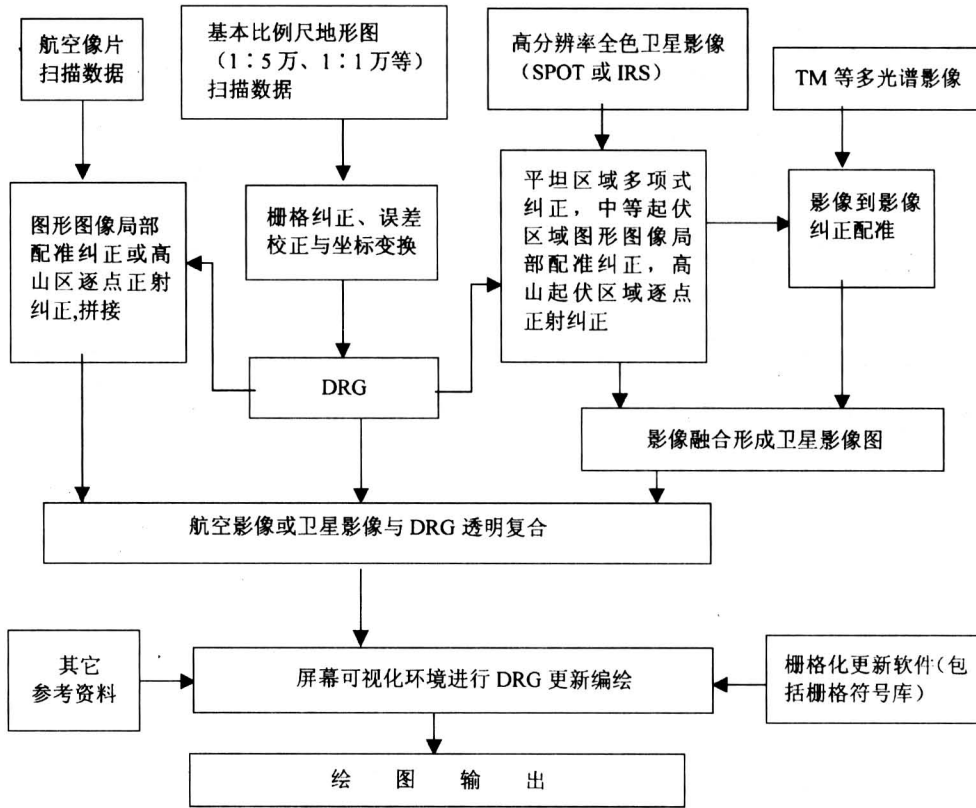 航空像片
扫描数据
基本比例尺地形图
（1∶5万、1∶1万等）
扫描数据
高分辨率全色卫星影像
（SPOT 或 IRS）
TM 等多光谱影像
图形图像局部
配准纠正或高
山区逐点正射
纠正,拼接
栅格纠正、误差
校正与坐标变换
平坦区域多项式
纠正，中等起伏
区域图形图像局
部配准纠正，高
山起伏区域逐点
正射纠正
影像到影像
纠正配准
DRG
影像融合形成卫星影像图
航空影像或卫星影像与 DRG 透明复合
其它
参考资料
屏幕可视化环境进行 DRG 更新编绘
栅格化更新软件（包
括栅格符号库）
绘 图 输 出